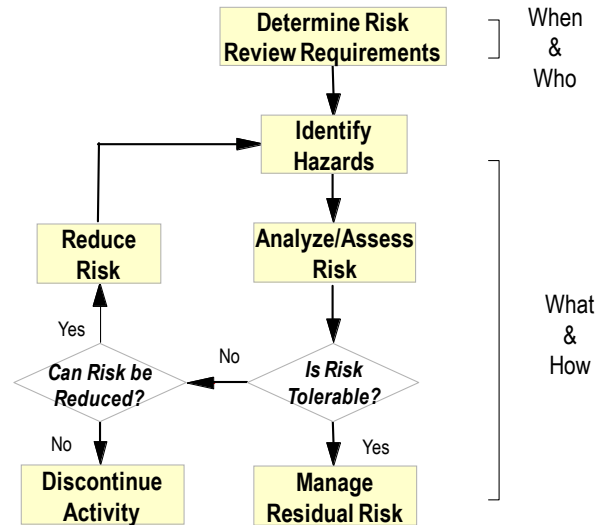 Determine Risk
Review Requirements
When
&
Who
Identify
Hazards
Reduce
Risk
Analyze/Assess
Risk
What
&
How
Yes
No
Can Risk be
Reduced?
Is Risk
Tolerable?
No
Yes
Discontinue
Activity
Manage
Residual Risk